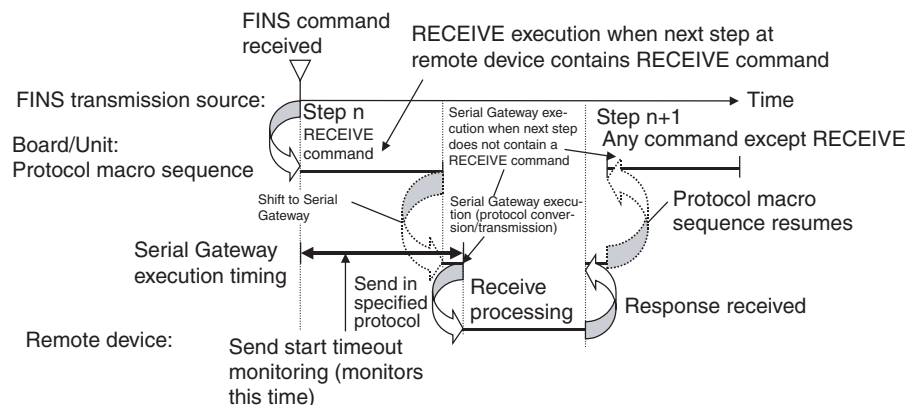 FINS command
received
RECEIVE execution when next step at
remote device contains RECEIVE command
FINS transmission source:
Time
Step n
RECEIVE
command
Serial Gateway exe-
cution when next step
does not contain a
RECEIVE command
Step n+1
Any command except RECEIVE
Board/Unit:
Protocol macro sequence
Shift to Serial
Gateway
Serial Gateway execu-
tion (protocol conver-
sion/transmission)
Protocol macro
sequence resumes
Serial Gateway
execution timing
Send in
specified
protocol
Receive
processing
Response received
Remote device:
Send start timeout
monitoring (monitors
this time)